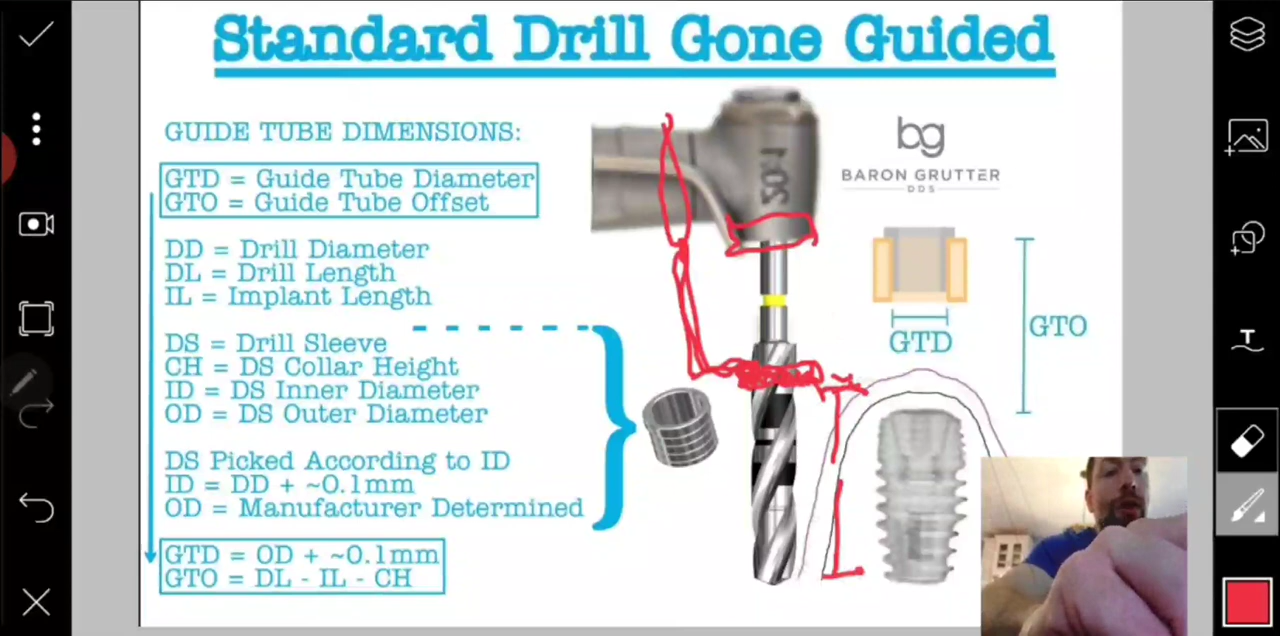 Standard Drill Gone Guided
GUIDE TUBE DIMENSIONS:
GTD = Guide Tube Diameter
GTO = Guide Tube Offset
DD = Drill Diameter
DL = Drill Length
IL = Implant Length
DS = Drill Sleeve
CH = DS Collar Height
ID = DS Inner Diameter
OD = DS Outer Diameter
DS Picked According to ID
ID = DD + ~0.1mm
OD = Manufacturer Determined
GTD = OD + ~0.1mm
GTO = DL - IL - CH
bg
BARON GRUTTER
DDS
GTD
GTO
T